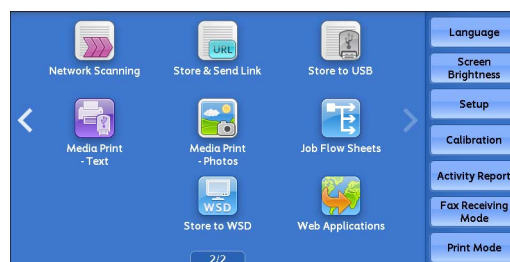 Network Scanning
Store & Send Link
URL
Store to USB
Media Print
- Text
Media Print
- Photos
Job Flow Sheets
WSD
Store to WSD
Web Applications
2/2
Language
Screen
Brightness
Setup
Calibration
Activity Report
Fax Receiving
Mode
Print Mode